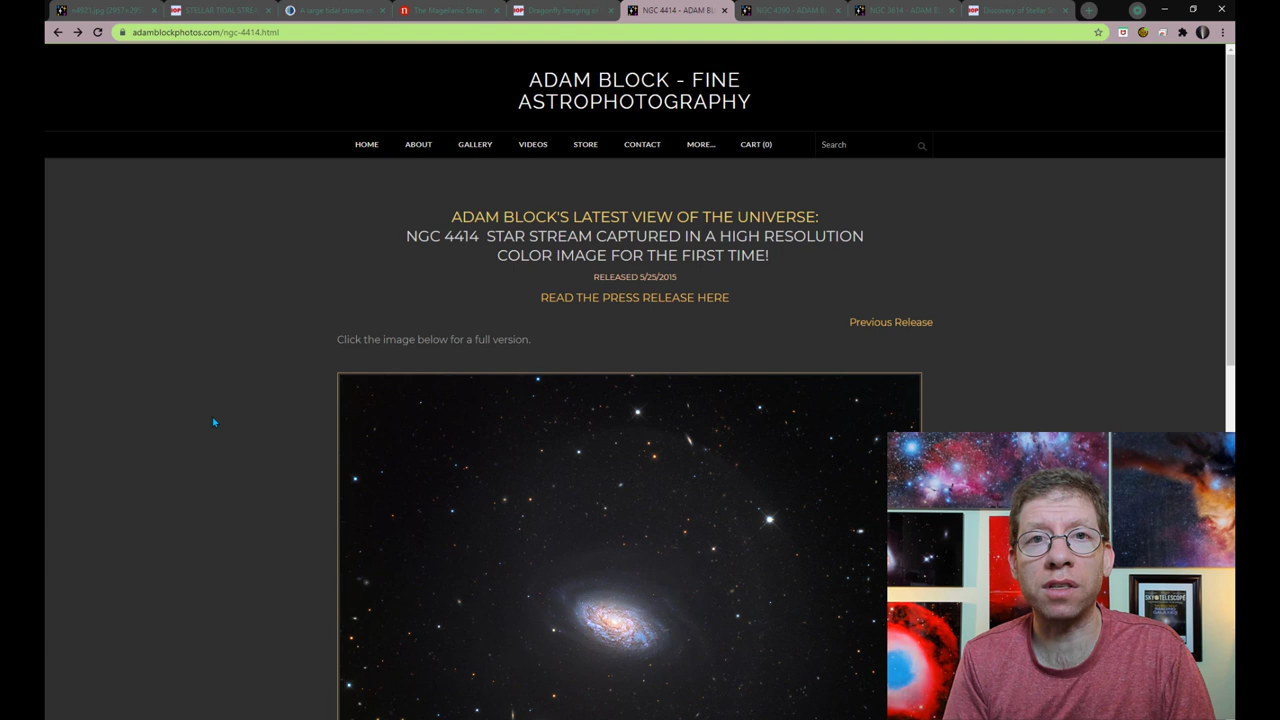 n4921.jpg (2957×295
STELLAR TIDAL STRE
A large tidal stream o
The Magellanic Strea
Dragonfly Imaging o
NGC 4414 - ADAM BL
NGC 4390 - ADAM B
NGC 3614 - ADAM B
Discovery of Stellar S
adamblockphotos.com/ngc-4414.html
ADAM BLOCK - FINE
ASTROPHOTOGRAPHY
HOME ABOUT GALLERY VIDEOS STORE CONTACT MORE... CART (0) Search
ADAM BLOCK'S LATEST VIEW OF THE UNIVERSE:
NGC 4414 STAR STREAM CAPTURED IN A HIGH RESOLUTION
COLOR IMAGE FOR THE FIRST TIME!
RELEASED 5/25/2015
READ THE PRESS RELEASE HERE
Previous Release
Click the image below for a full version.
SKY & TELESCOPE